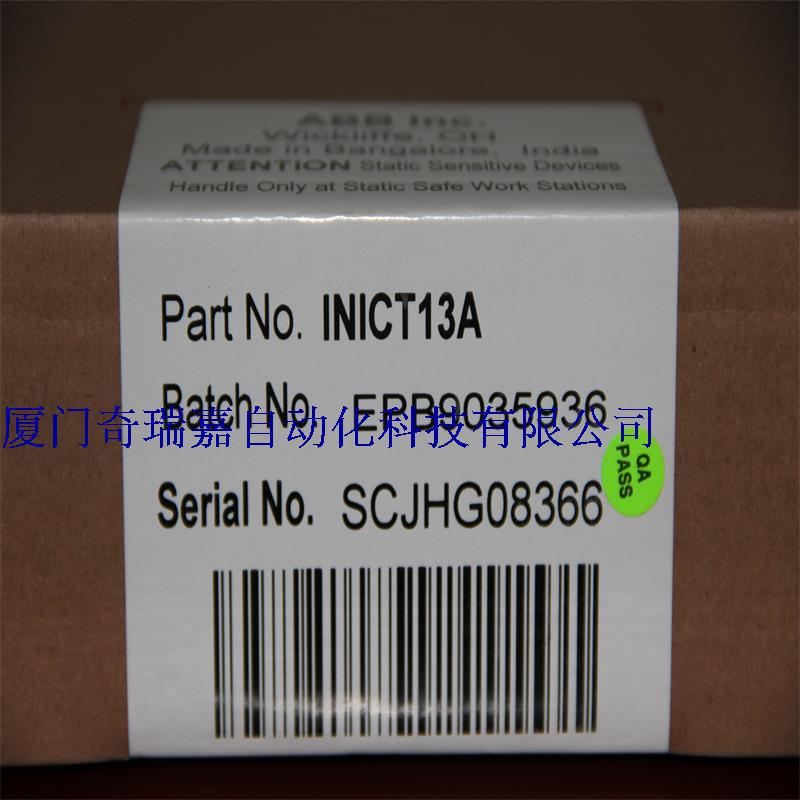 ABB Inc.
Wickliffe, OH
Made in Bangalore, India
ATTENTION Static Sensitive Devices
Handle Only at Static Safe Work Stations
Part No. INICT13A
Batch No. EPB9035936
厦门奇瑞嘉自动化科技有限公司
QA
PASS
Serial No. SCJHG08366